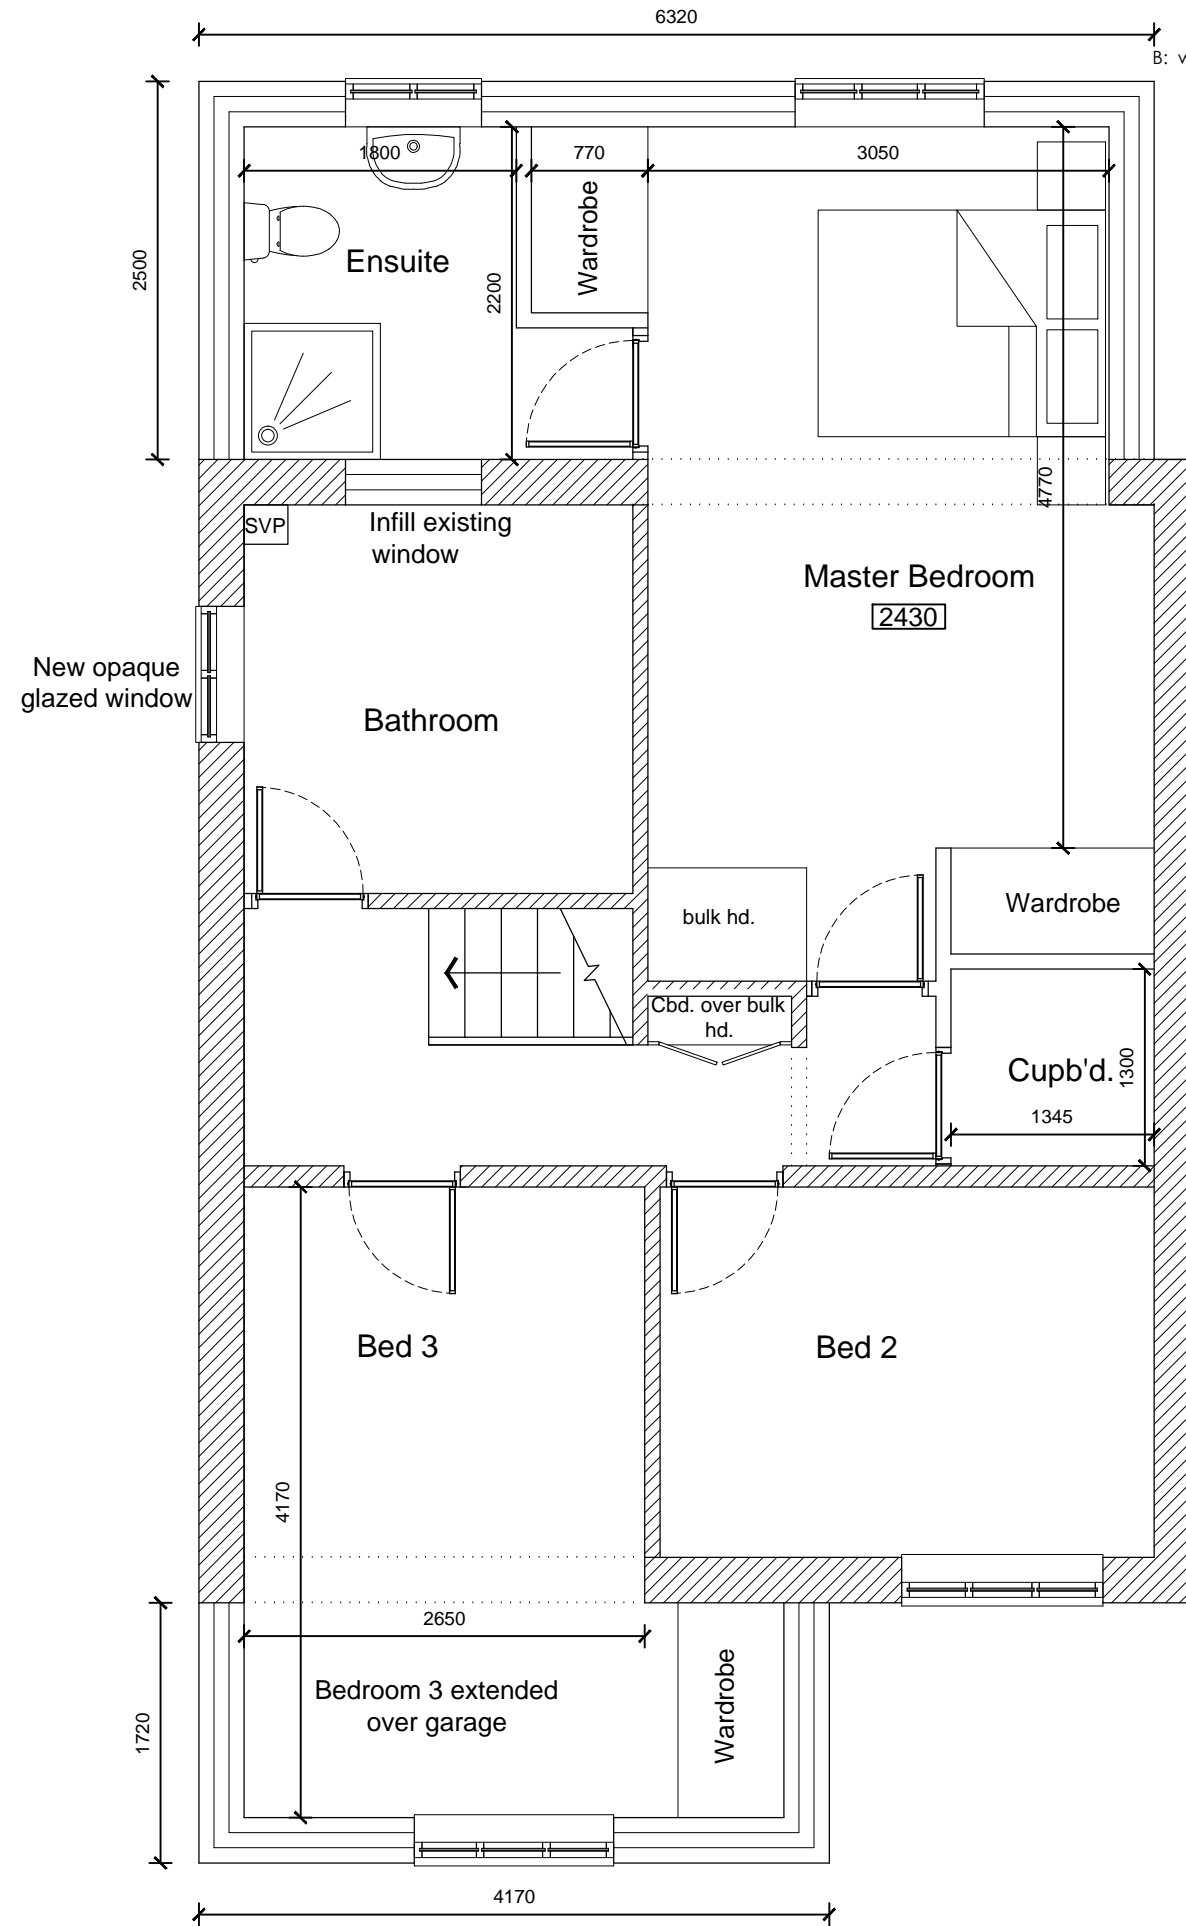 6320
B: v
1800
770
3050
Wardrobe
2500
Ensuite
2200
4770
SVP
Infill existing
window
Master Bedroom
2430
New opaque
glazed window
Bathroom
Wardrobe
bulk hd.
Cbd. over bulk
hd.
Cupb'd.
1300
1345
Bed 3
Bed 2
4170
2650
Bedroom 3 extended
over garage
Wardrobe
1720
4170